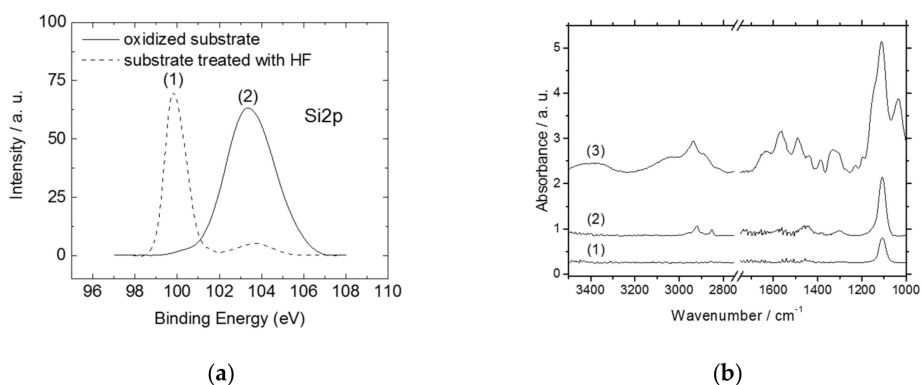 100
75
50
25
0
Intensity / a. u.
oxidized substrate
substrate treated with HF
(1)
(2)
Si2p
96 98 100 102 104 106 108 110
Binding Energy (eV)
(a)
5
4
3
2
1
0
Absorbance / a. u.
(3)
(2)
(1)
3400 3200 3000 2800 1600 1400 1200 1000
Wavenumber / cm-1
(b)